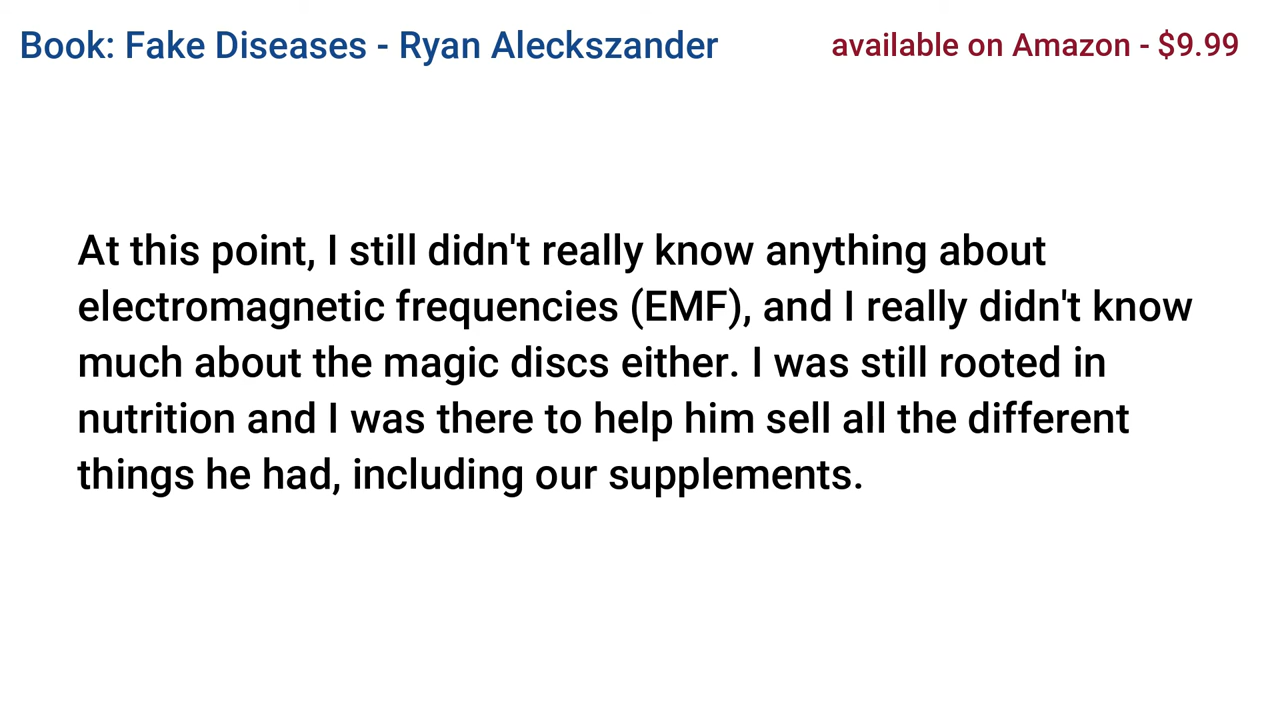 Book: Fake Diseases - Ryan Aleckszander
available on Amazon - $9.99
At this point, I still didn't really know anything about
electromagnetic frequencies (EMF), and I really didn't know
much about the magic discs either. I was still rooted in
nutrition and I was there to help him sell all the different
things he had, including our supplements.